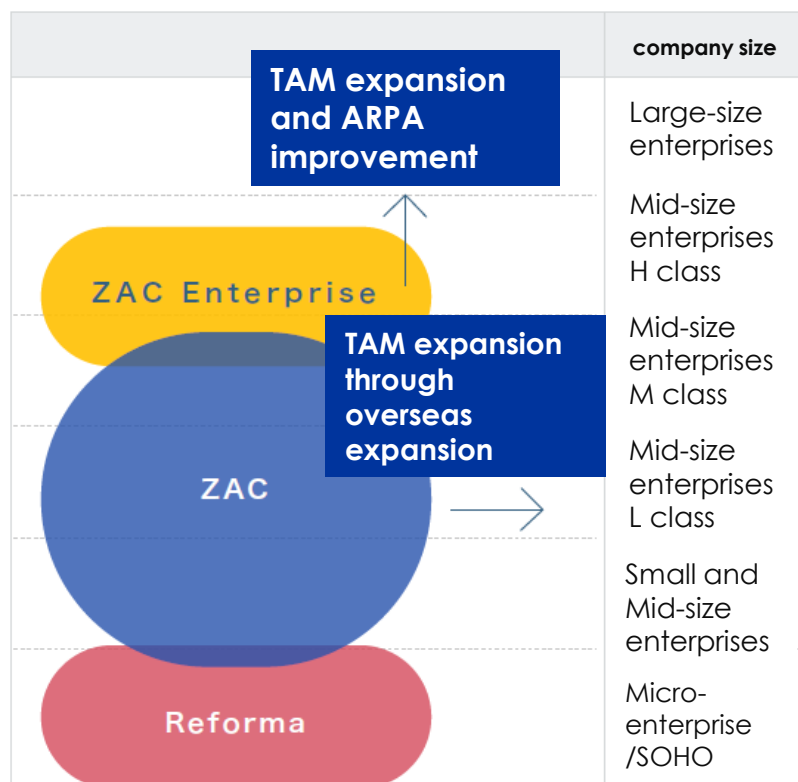 company size
TAM expansion
and ARPA
improvement
Large-size
enterprises
Mid-size
enterprises
H class
ZAC Enterprise
TAM expansion
through
overseas
expansion
Mid-size
enterprises
M class
ZAC
Mid-size
enterprises
L class
Small and
Mid-size
enterprises
Reforma
Micro-
enterprise
/SOHO